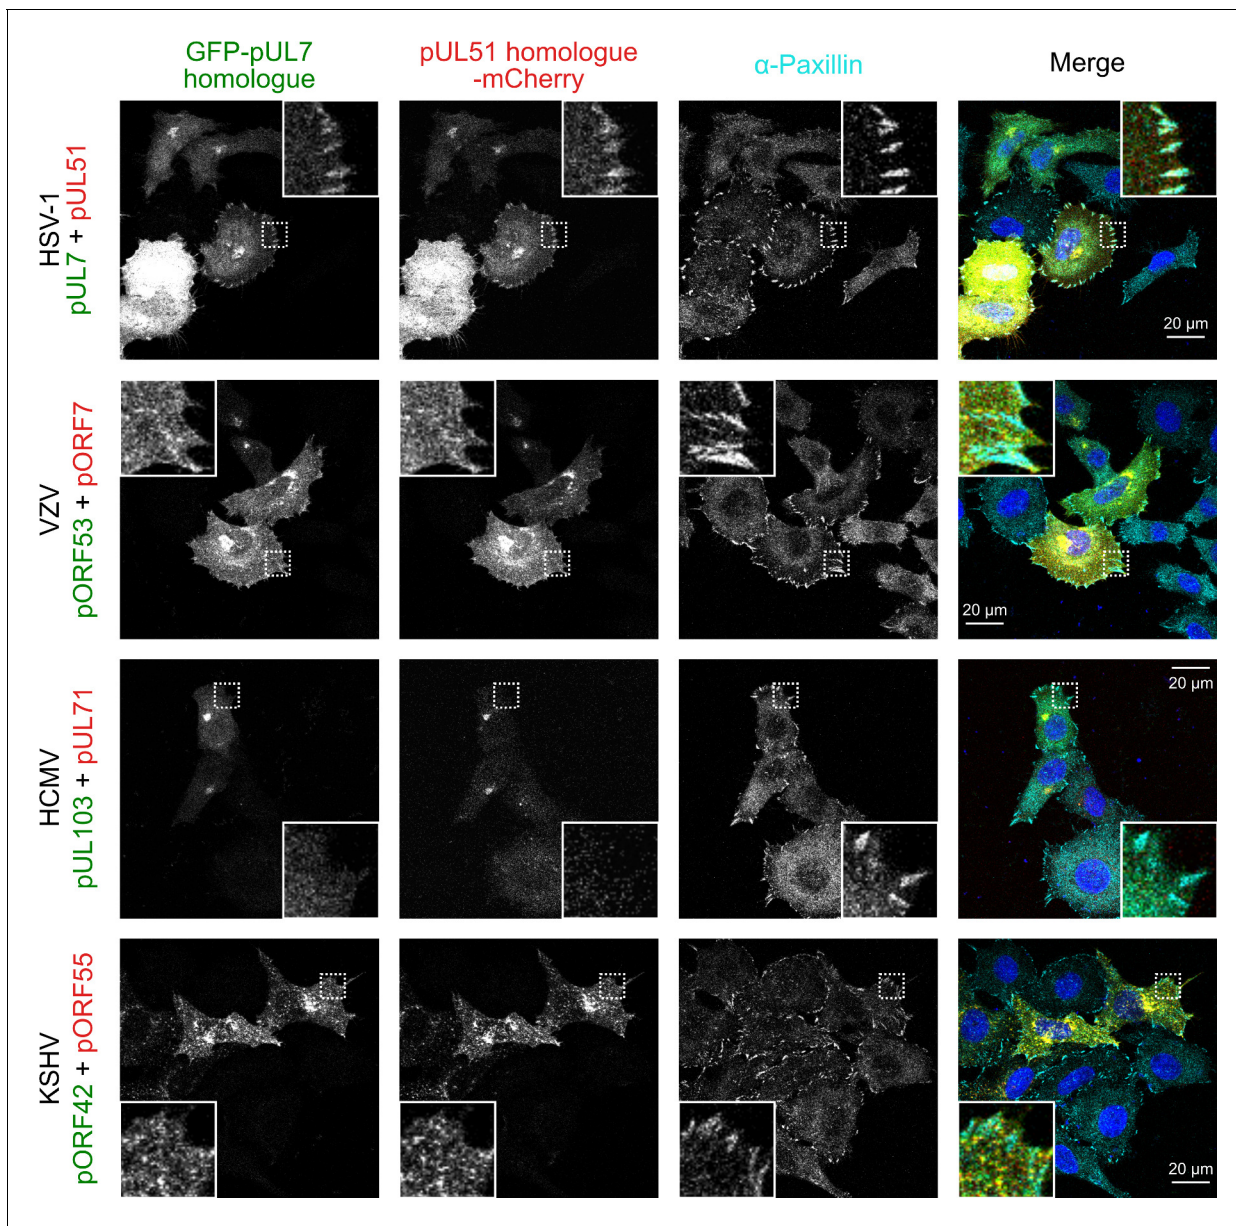 GFP-pUL7
homologue
pUL51 homologue
-mCherry
α-Paxillin
Merge
HSV-1
pUL7 + pUL51
20 µm
VZV
pORF53 + pORF7
20 µm
HCMV
pUL103 + pUL71
20 µm
KSHV
pORF42 + pORF55
20 µm